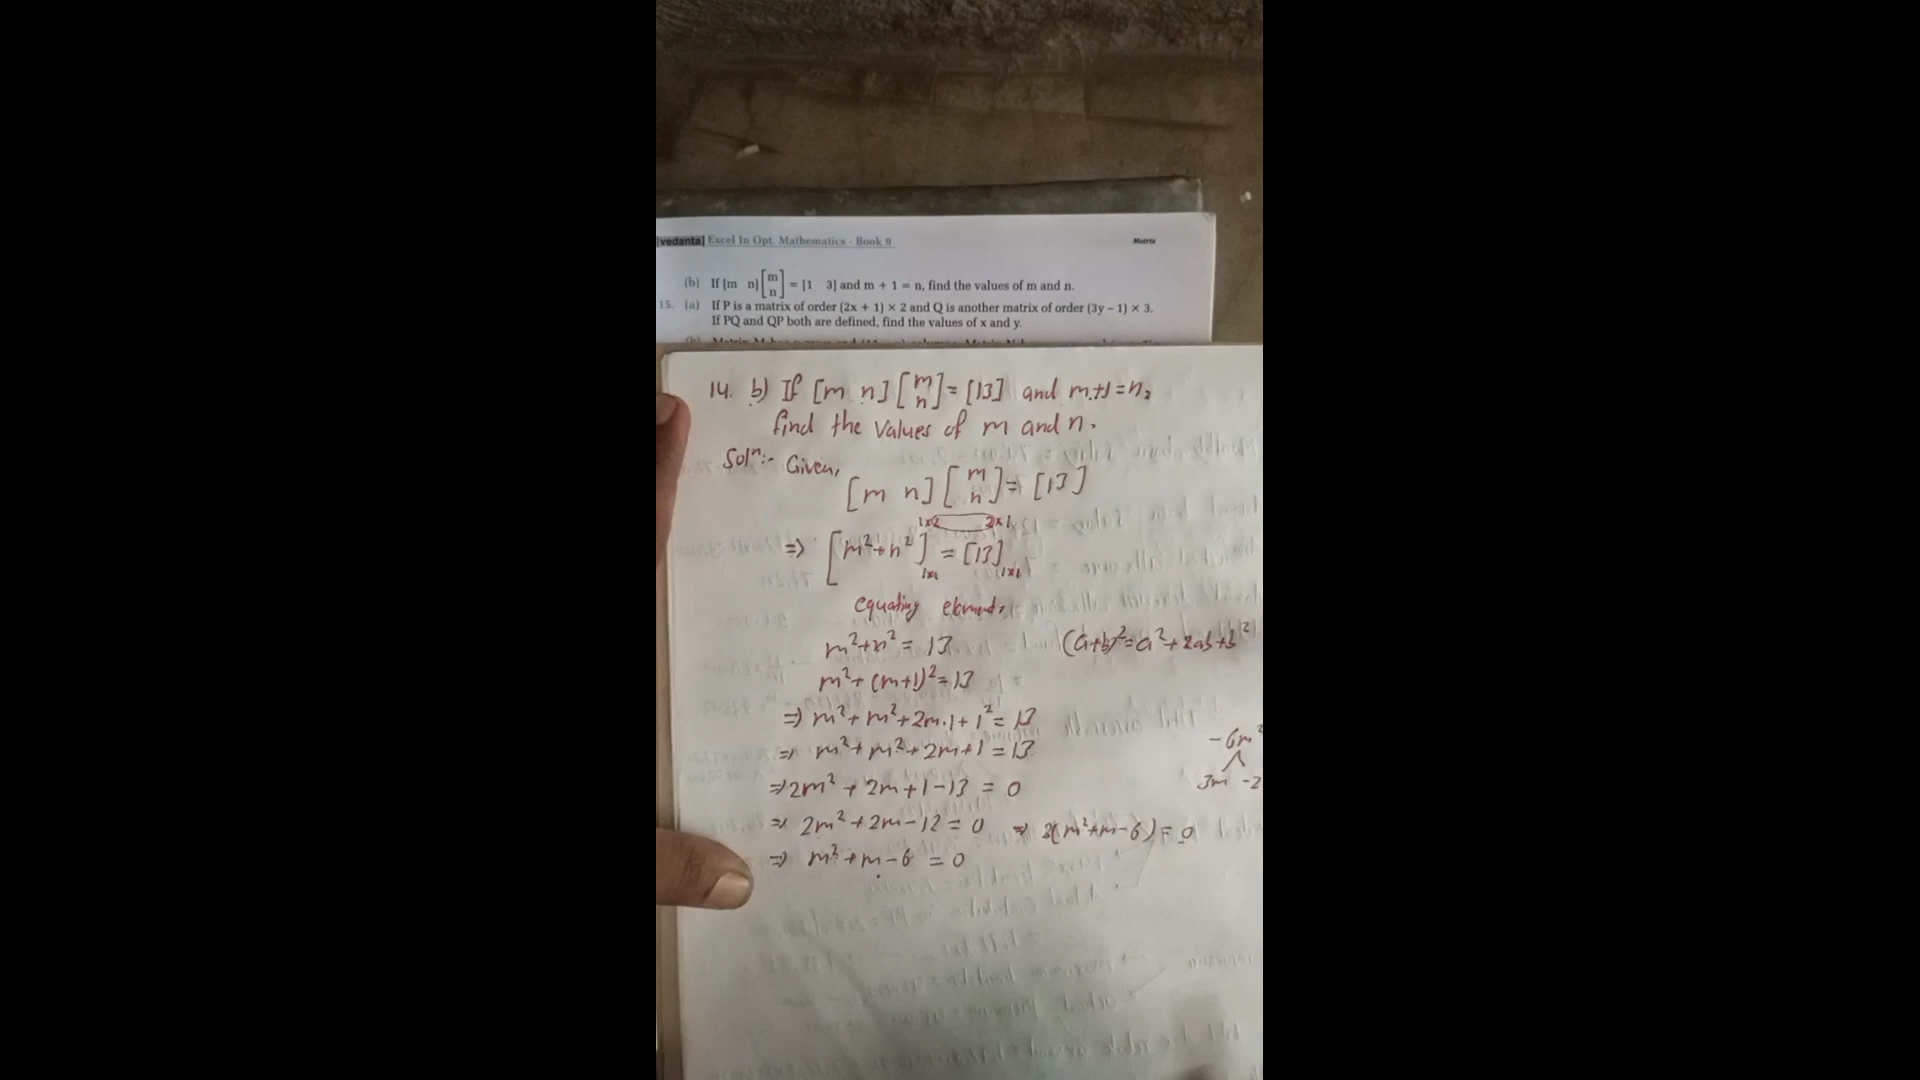 [vedanta] Excel In Opt. Mathematics - Book 9
Matrix
(b) If [m n] [m n] = [1 3] and m + 1 = n, find the values of m and n.
15. (a) If P is a matrix of order (2x + 1) × 2 and Q is another matrix of order (3y – 1) × 3.
If PQ and QP both are defined, find the values of x and y.
14. b) If [m n] [m n] = [13] and m+1=n,
find the values of m and n.
Solⁿ:- Given,
[m n] [m n] = [13]
1×2 2×1
=> [m²+n²] = [13]
1×1 1×1
equating elements
m²+n² = 13
(a+b)²=a²+2ab+b²
m²+(m+1)²=13
=> m²+m²+2m·1+1²=13
=> m²+m²+2m+1=13
-6m²
3m -2
=> 2m²+2m+1-13 = 0
=> 2m²+2m-12=0 => 2(m²+m-6)=0
=> m²+m-6 = 0